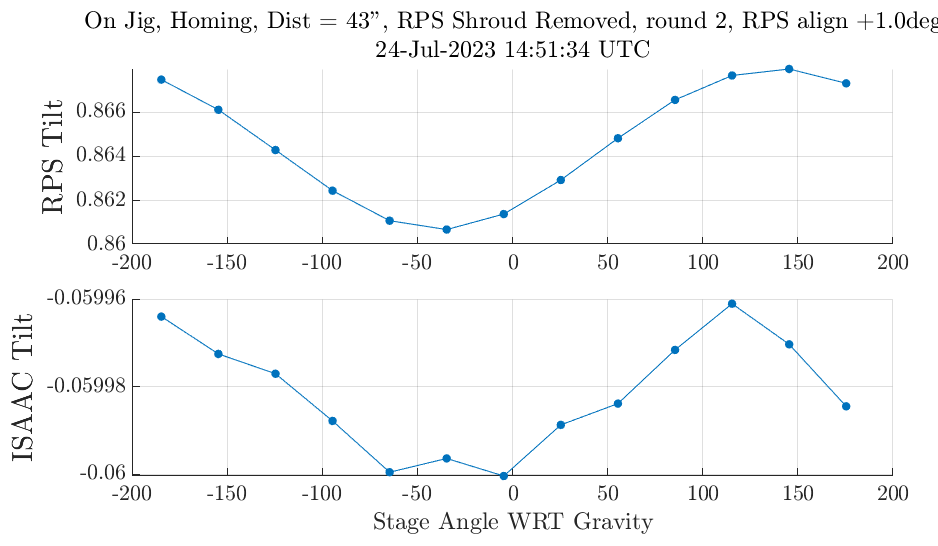 On Jig, Homing, Dist = 43”, RPS Shroud Removed, round 2, RPS align +1.0deg
24-Jul-2023 14:51:34 UTC
RPS Tilt
0.866
0.864
0.862
0.86
-200 -150 -100 -50 0 50 100 150 200
ISAAC Tilt
-0.05996
-0.05998
-0.06
-200 -150 -100 -50 0 50 100 150 200
Stage Angle WRT Gravity